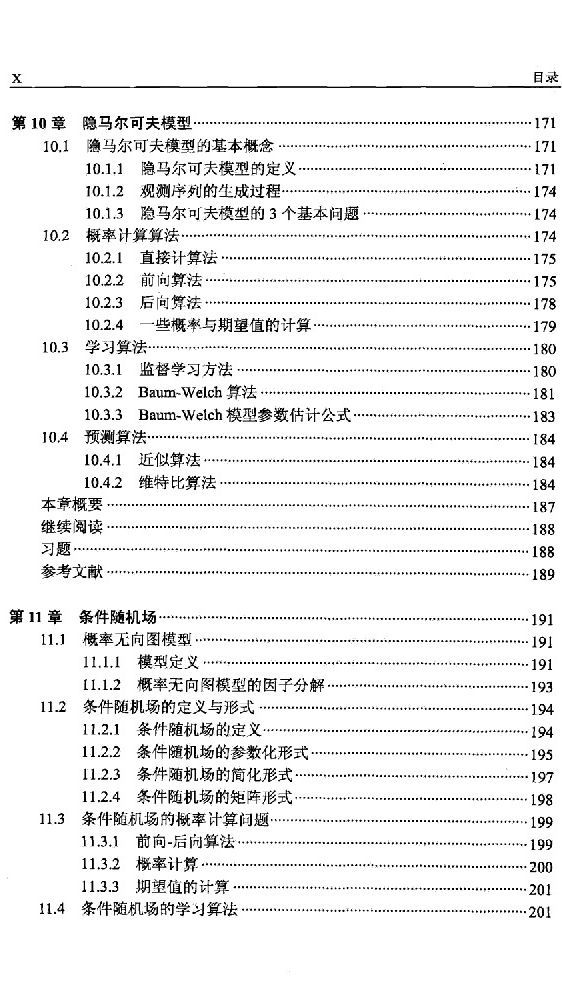 X 目录
第 10 章 隐马尔可夫模型……171
10.1 隐马尔可夫模型的基本概念……171
10.1.1 隐马尔可夫模型的定义……171
10.1.2 观测序列的生成过程……174
10.1.3 隐马尔可夫模型的 3 个基本问题……174
10.2 概率计算算法……174
10.2.1 直接计算法……175
10.2.2 前向算法……175
10.2.3 后向算法……178
10.2.4 一些概率与期望值的计算……179
10.3 学习算法……180
10.3.1 监督学习方法……180
10.3.2 Baum-Welch 算法……181
10.3.3 Baum-Welch 模型参数估计公式……183
10.4 预测算法……184
10.4.1 近似算法……184
10.4.2 维特比算法……184
本章概要……187
继续阅读……188
习题……188
参考文献……189
第 11 章 条件随机场……191
11.1 概率无向图模型……191
11.1.1 模型定义……191
11.1.2 概率无向图模型的因子分解……193
11.2 条件随机场的定义与形式……194
11.2.1 条件随机场的定义……194
11.2.2 条件随机场的参数化形式……195
11.2.3 条件随机场的简化形式……197
11.2.4 条件随机场的矩阵形式……198
11.3 条件随机场的概率计算问题……199
11.3.1 前向-后向算法……199
11.3.2 概率计算……200
11.3.3 期望值的计算……201
11.4 条件随机场的学习算法……201